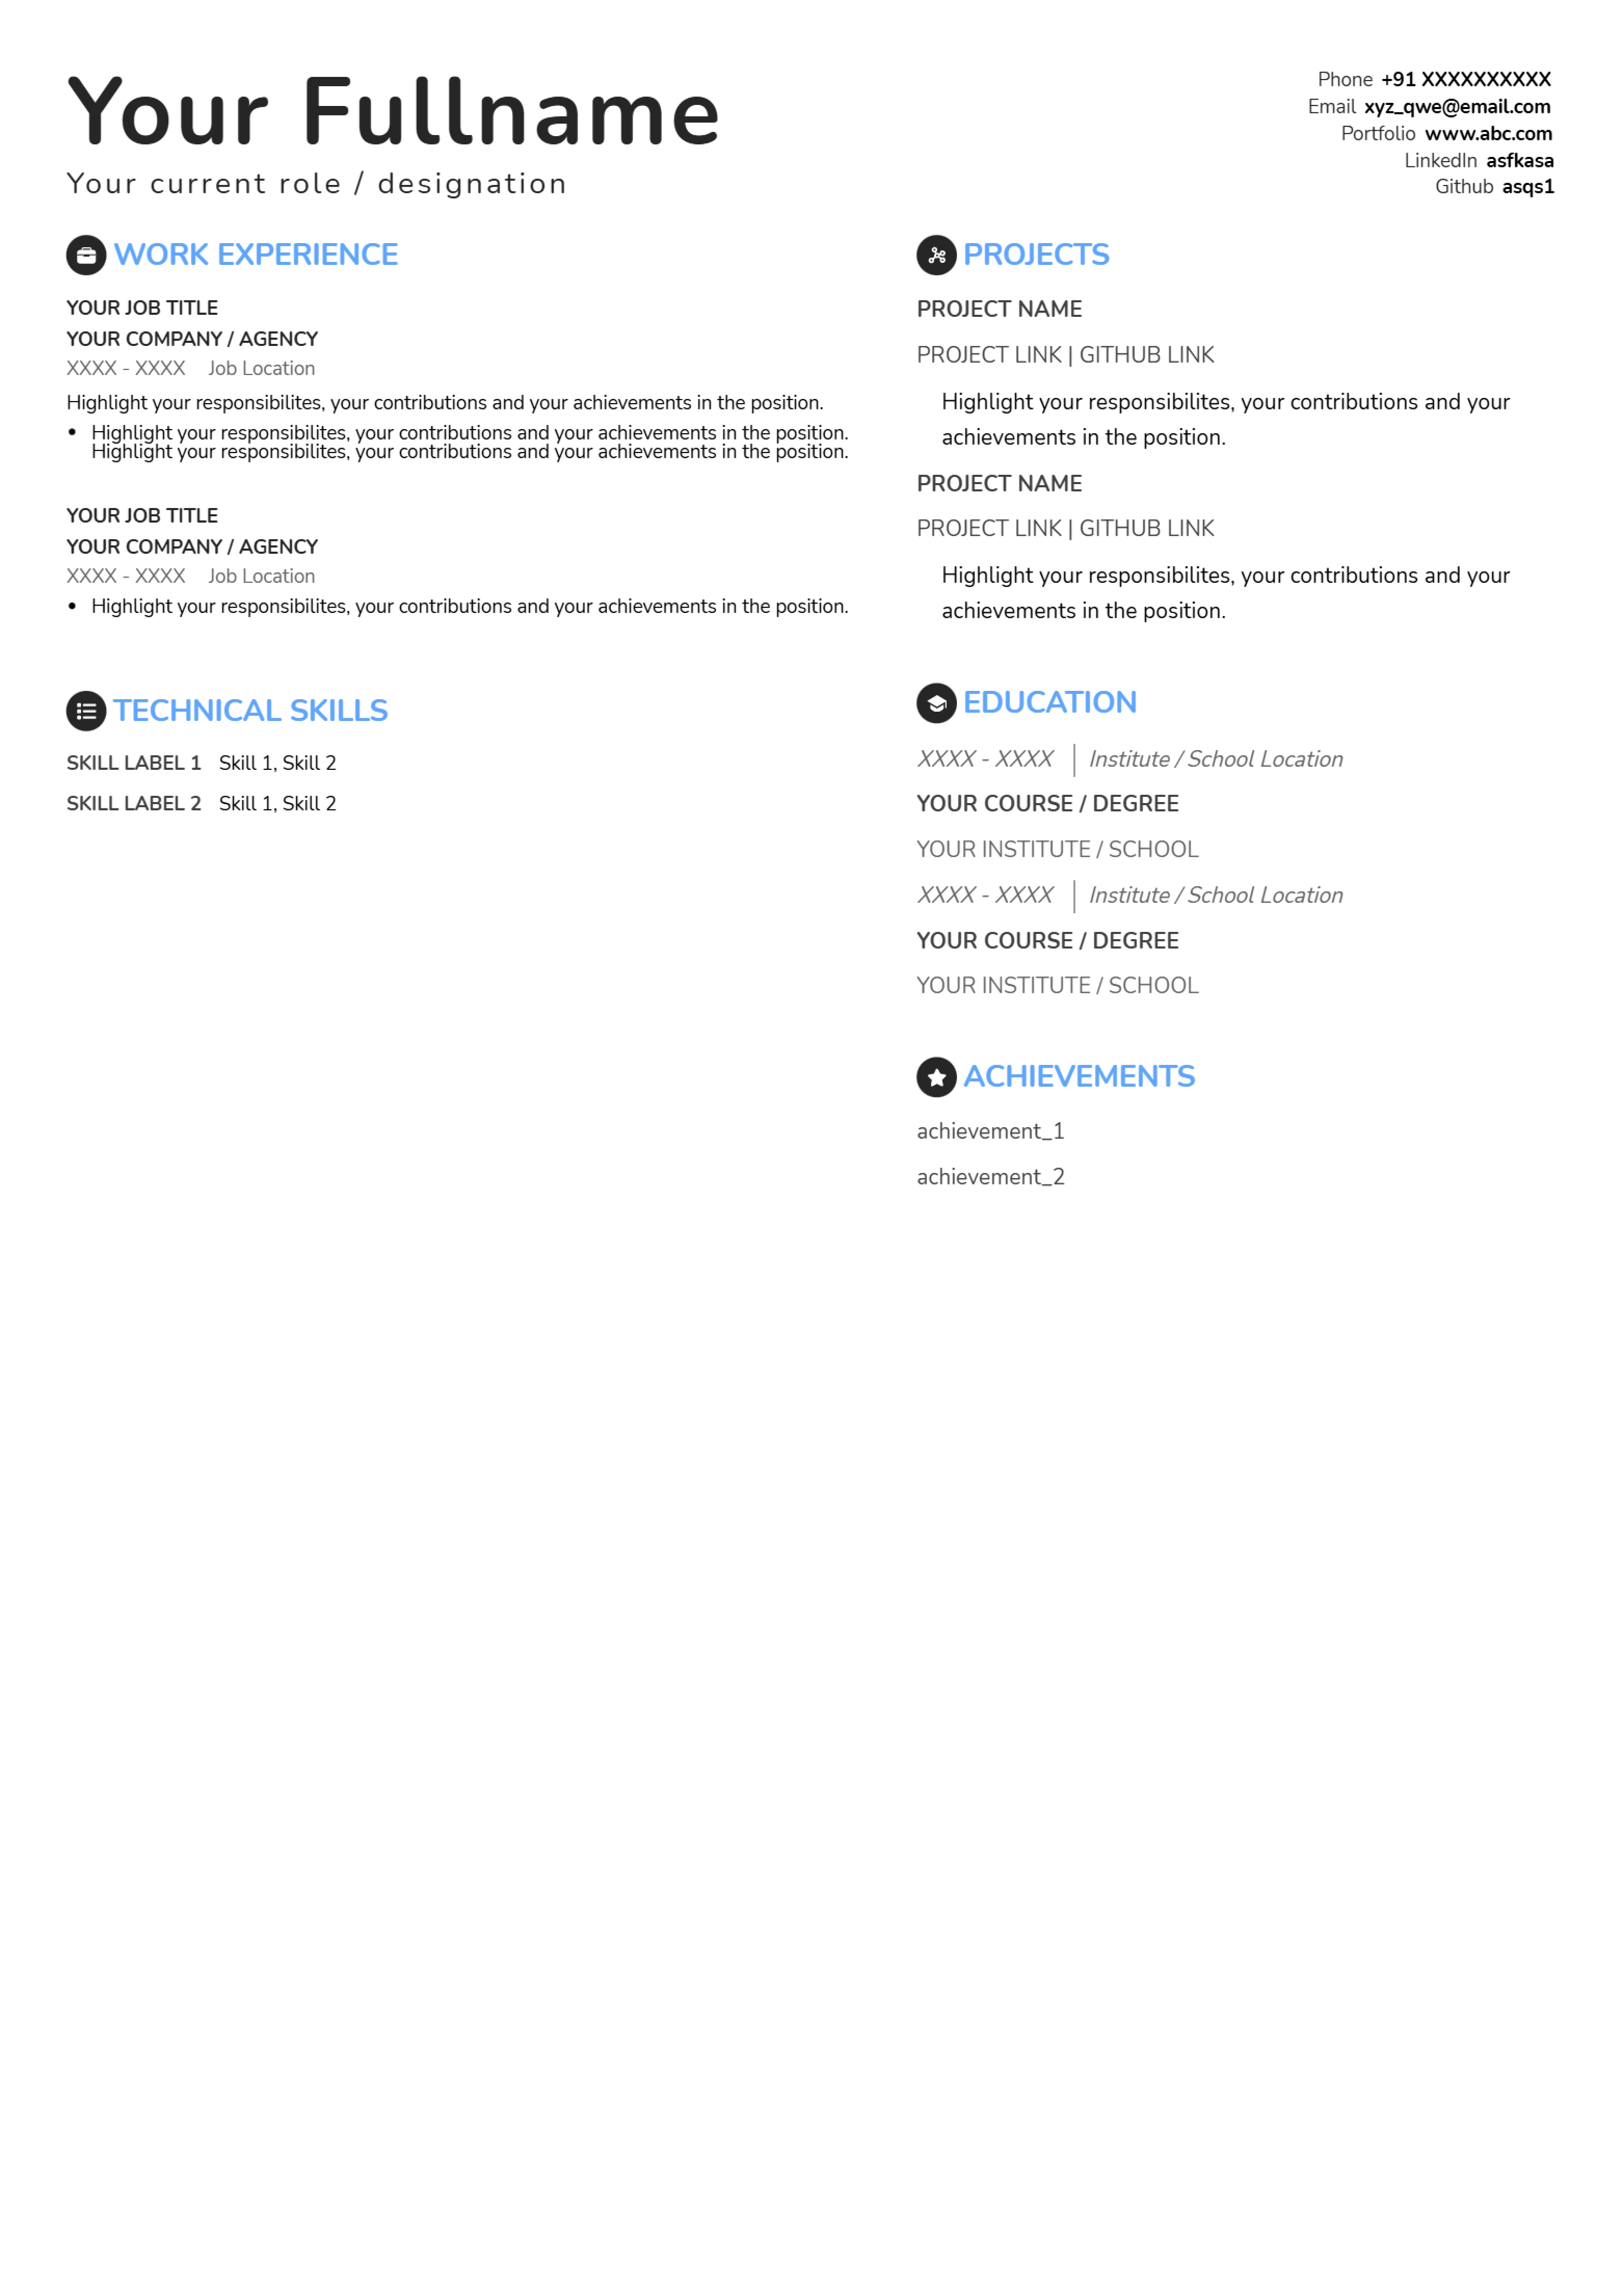 Your Fullname
Your current role / designation
Phone +91 XXXXXXXXXX
Email xyz_qwe@email.com
Portfolio www.abc.com
LinkedIn asfkasa
Github asqs1
WORK EXPERIENCE
YOUR JOB TITLE
YOUR COMPANY / AGENCY
XXXX - XXXX Job Location
Highlight your responsibilites, your contributions and your achievements in the position.
• Highlight your responsibilites, your contributions and your achievements in the position.
Highlight your responsibilites, your contributions and your achievements in the position.
YOUR JOB TITLE
YOUR COMPANY / AGENCY
XXXX - XXXX Job Location
• Highlight your responsibilites, your contributions and your achievements in the position.
TECHNICAL SKILLS
SKILL LABEL 1 Skill 1, Skill 2
SKILL LABEL 2 Skill 1, Skill 2
PROJECTS
PROJECT NAME
PROJECT LINK | GITHUB LINK
Highlight your responsibilites, your contributions and your
achievements in the position.
PROJECT NAME
PROJECT LINK | GITHUB LINK
Highlight your responsibilites, your contributions and your
achievements in the position.
EDUCATION
XXXX - XXXX | Institute / School Location
YOUR COURSE / DEGREE
YOUR INSTITUTE / SCHOOL
XXXX - XXXX | Institute / School Location
YOUR COURSE / DEGREE
YOUR INSTITUTE / SCHOOL
ACHIEVEMENTS
achievement_1
achievement_2